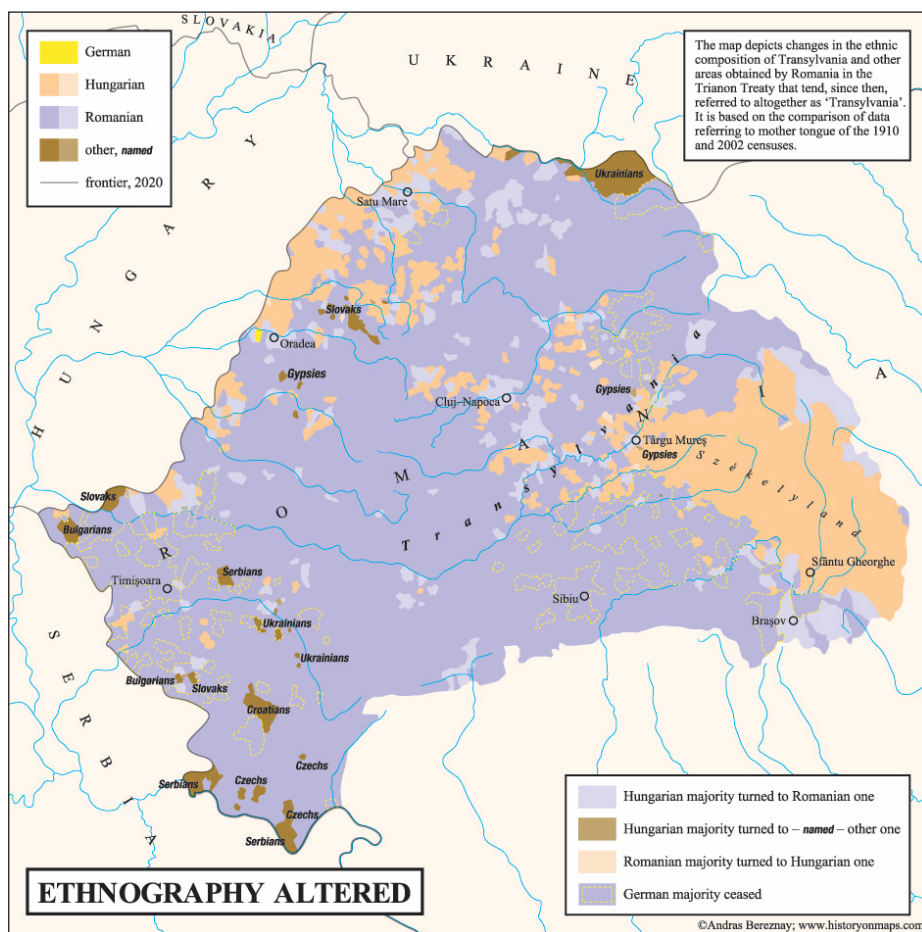 SLOVAKIA
UKRAINE
HUNGARY
SERBIA
ROMANIA
German
Hungarian
Romanian
other, named
frontier, 2020
The map depicts changes in the ethnic
composition of Transylvania and other
areas obtained by Romania in the
Trianon Treaty that tend, since then,
referred to altogether as ‘Transylvania’.
It is based on the comparison of data
referring to mother tongue of the 1910
and 2002 censuses.
Ukrainians
Satu Mare
Slovaks
Oradea
Gypsies
Cluj–Napoca
Gypsies
Târgu Mureş
Gypsies
Transylvania
Székelyland
Slovaks
Bulgarians
Serbians
Timişoara
Sfântu Gheorghe
Sibiu
Braşov
Ukrainians
Ukrainians
Bulgarians
Slovaks
Croatians
Czechs
Serbians
Czechs
Czechs
Serbians
Hungarian majority turned to Romanian one
Hungarian majority turned to – named – other one
Romanian majority turned to Hungarian one
German majority ceased
ETHNOGRAPHY ALTERED
©Andras Bereznay; www.historyonmaps.com